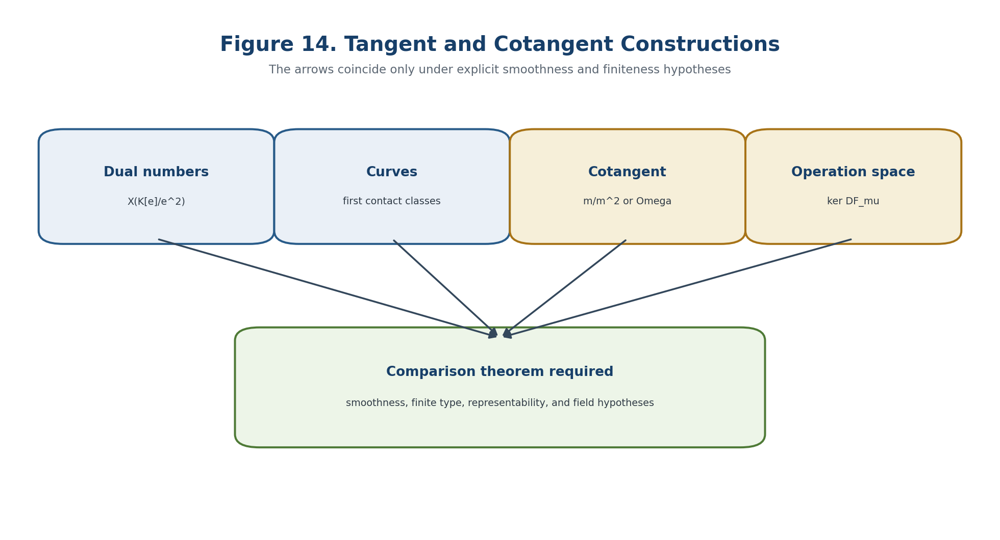 Figure 14. Tangent and Cotangent Constructions
The arrows coincide only under explicit smoothness and finiteness hypotheses
Dual numbers
X(K[e]/e^2)
Curves
first contact classes
Cotangent
m/m^2 or Omega
Operation space
ker DF_mu
Comparison theorem required
smoothness, finite type, representability, and field hypotheses